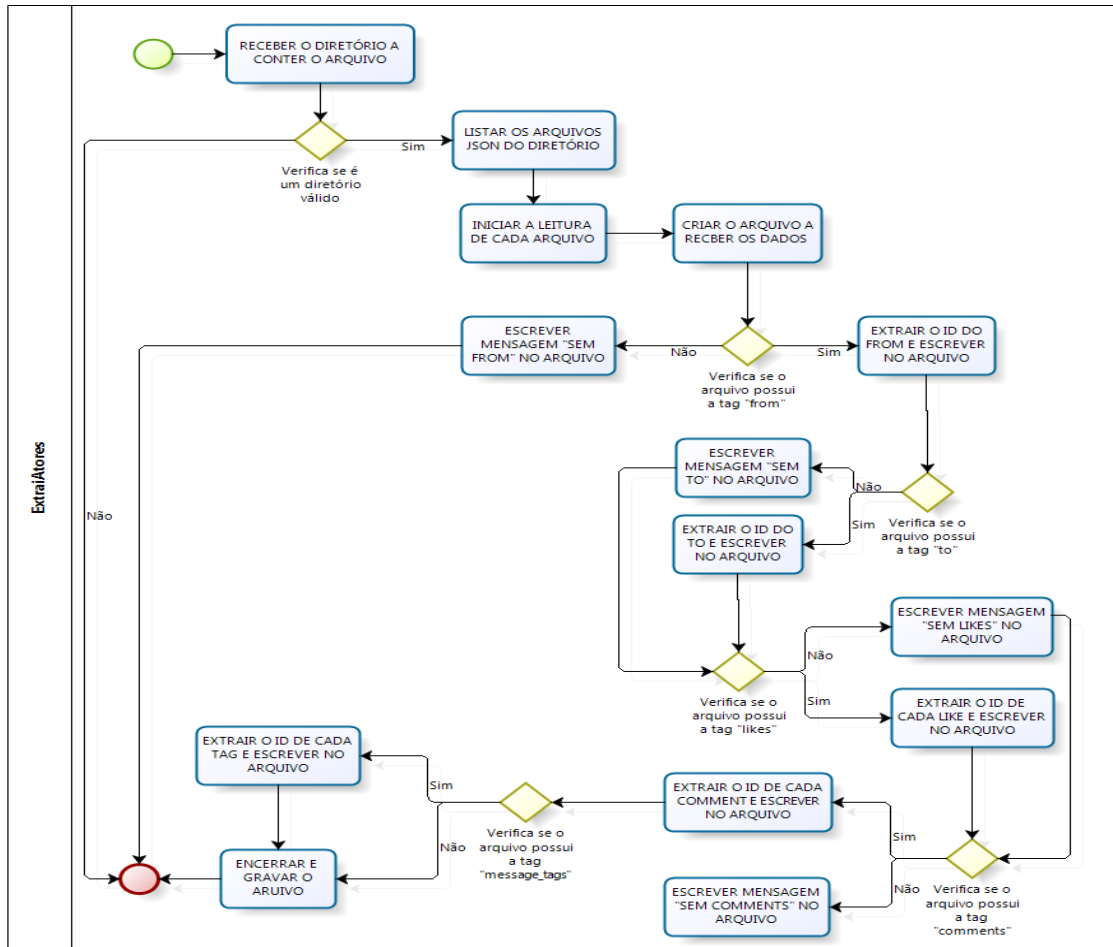 ExtraiAtores
RECEBER O DIRETÓRIO A
CONTER O ARQUIVO
Verifica se é
um diretório
válido
Sim
Não
LISTAR OS ARQUIVOS
JSON DO DIRETÓRIO
INICIAR A LEITURA
DE CADA ARQUIVO
CRIAR O ARQUIVO A
RECBER OS DADOS
ESCREVER
MENSAGEM "SEM
FROM" NO ARQUIVO
Não
Verifica se o
arquivo possui
a tag "from"
Sim
EXTRAIR O ID DO
FROM E ESCREVER
NO ARQUIVO
ESCREVER
MENSAGEM "SEM
TO" NO ARQUIVO
Não
Sim
Verifica se o
arquivo possui
a tag "to"
EXTRAIR O ID DO
TO E ESCREVER
NO ARQUIVO
ESCREVER MENSAGEM
"SEM LIKES" NO
ARQUIVO
Não
Sim
Verifica se o
arquivo possui
a tag "likes"
EXTRAIR O ID DE
CADA LIKE E ESCREVER
NO ARQUIVO
EXTRAIR O ID DE CADA
TAG E ESCREVER NO
ARQUIVO
Sim
Não
Verifica se o
arquivo possui
a tag
"message_tags"
EXTRAIR O ID DE CADA
COMMENT E ESCREVER
NO ARQUIVO
Sim
Não
Verifica se o
arquivo possui
a tag
"comments"
ENCERRAR E
GRAVAR O
ARUIVO
ESCREVER MENSAGEM
"SEM COMMENTS" NO
ARQUIVO